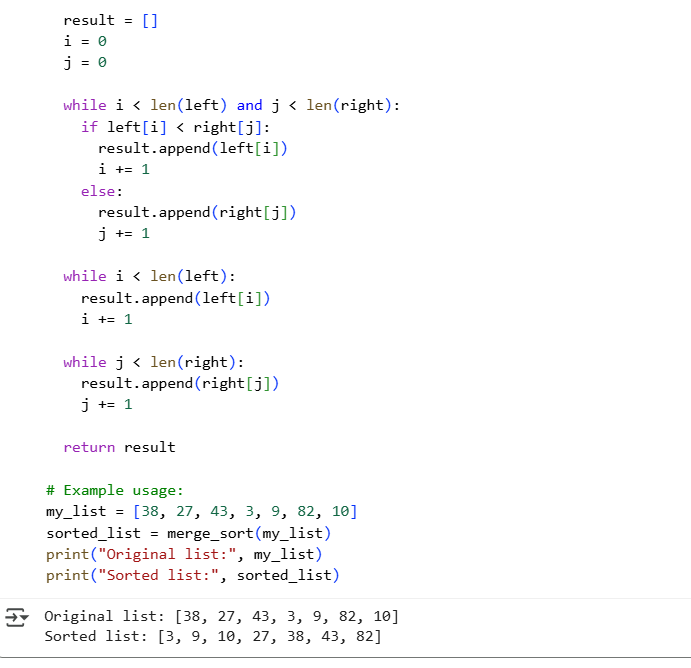 result = []
i = 0
j = 0
while i < len(left) and j < len(right):
if left[i] < right[j]:
result.append(left[i])
i += 1
else:
result.append(right[j])
j += 1
while i < len(left):
result.append(left[i])
i += 1
while j < len(right):
result.append(right[j])
j += 1
return result
# Example usage:
my_list = [38, 27, 43, 3, 9, 82, 10]
sorted_list = merge_sort(my_list)
print("Original list:", my_list)
print("Sorted list:", sorted_list)
Original list: [38, 27, 43, 3, 9, 82, 10]
Sorted list: [3, 9, 10, 27, 38, 43, 82]